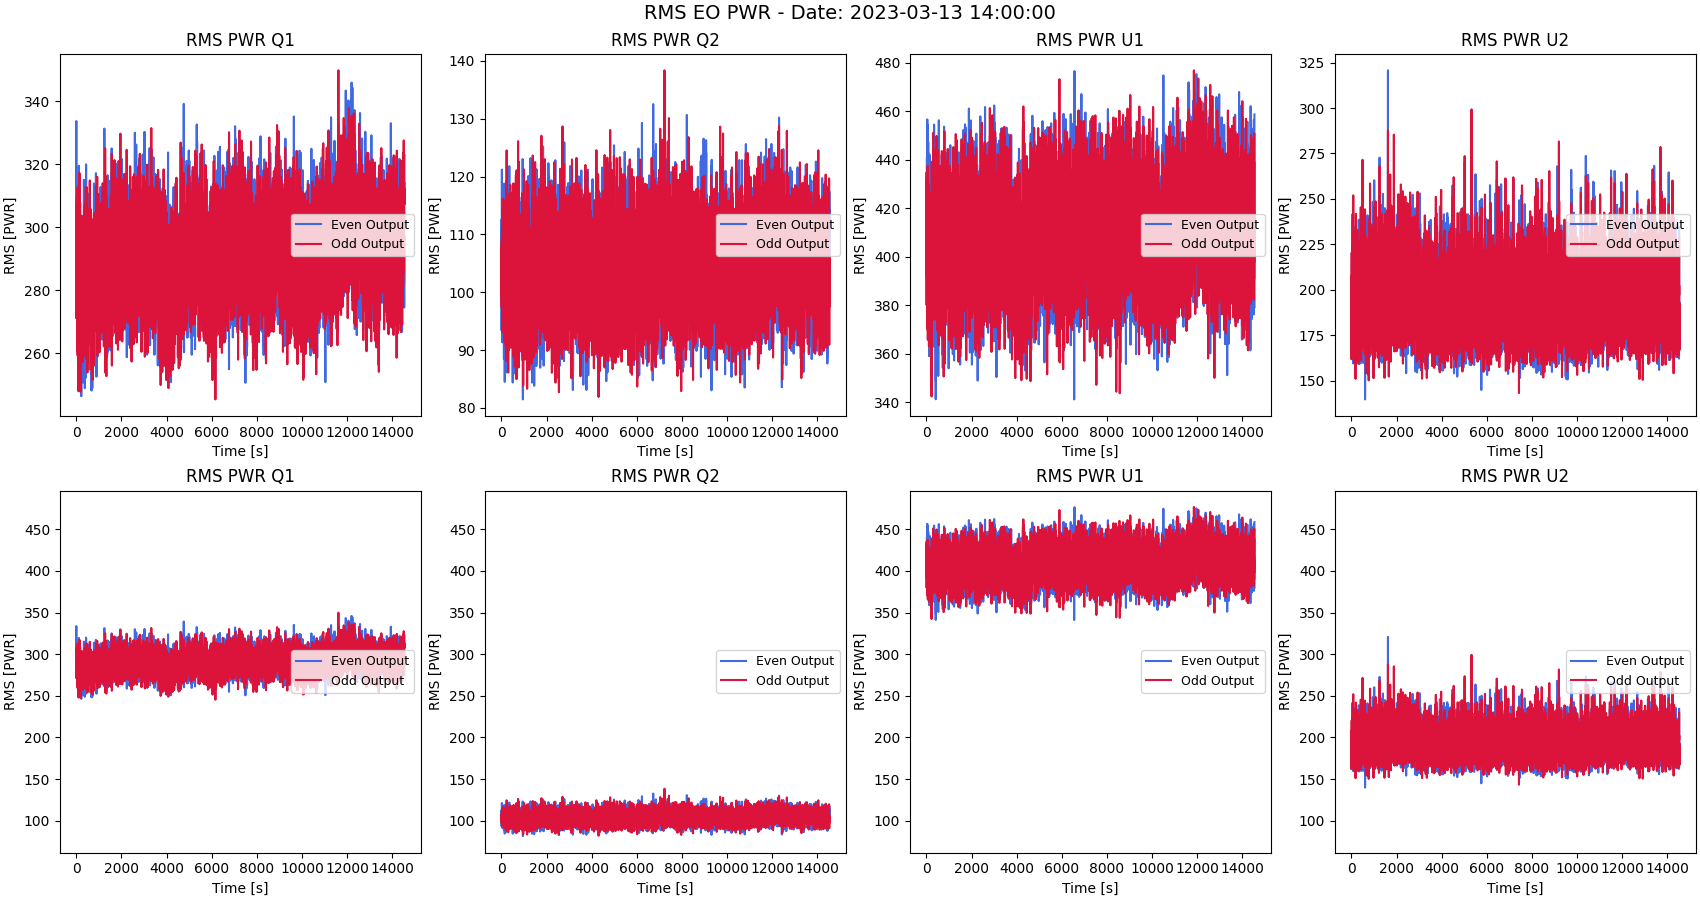 RMS EO PWR - Date: 2023-03-13 14:00:00
RMS PWR Q1
RMS [PWR]
340
320
300
280
260
0 2000 4000 6000 8000 10000 12000 14000
Time [s]
Even Output
Odd Output
RMS PWR Q2
RMS [PWR]
140
130
120
110
100
90
80
0 2000 4000 6000 8000 10000 12000 14000
Time [s]
Even Output
Odd Output
RMS PWR U1
RMS [PWR]
480
460
440
420
400
380
360
340
0 2000 4000 6000 8000 10000 12000 14000
Time [s]
Even Output
Odd Output
RMS PWR U2
RMS [PWR]
325
300
275
250
225
200
175
150
0 2000 4000 6000 8000 10000 12000 14000
Time [s]
Even Output
Odd Output
RMS PWR Q1
RMS [PWR]
450
400
350
300
250
200
150
100
0 2000 4000 6000 8000 10000 12000 14000
Time [s]
Even Output
Odd Output
RMS PWR Q2
RMS [PWR]
450
400
350
300
250
200
150
100
0 2000 4000 6000 8000 10000 12000 14000
Time [s]
Even Output
Odd Output
RMS PWR U1
RMS [PWR]
450
400
350
300
250
200
150
100
0 2000 4000 6000 8000 10000 12000 14000
Time [s]
Even Output
Odd Output
RMS PWR U2
RMS [PWR]
450
400
350
300
250
200
150
100
0 2000 4000 6000 8000 10000 12000 14000
Time [s]
Even Output
Odd Output